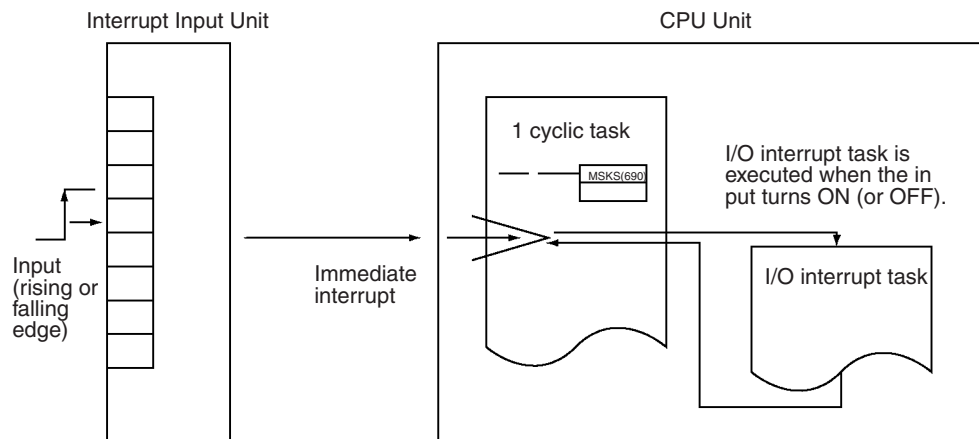 Interrupt Input Unit
CPU Unit
1 cyclic task
MSKS(690)
I/O interrupt task is
executed when the in
put turns ON (or OFF).
Input
(rising or
falling
edge)
Immediate
interrupt
I/O interrupt task